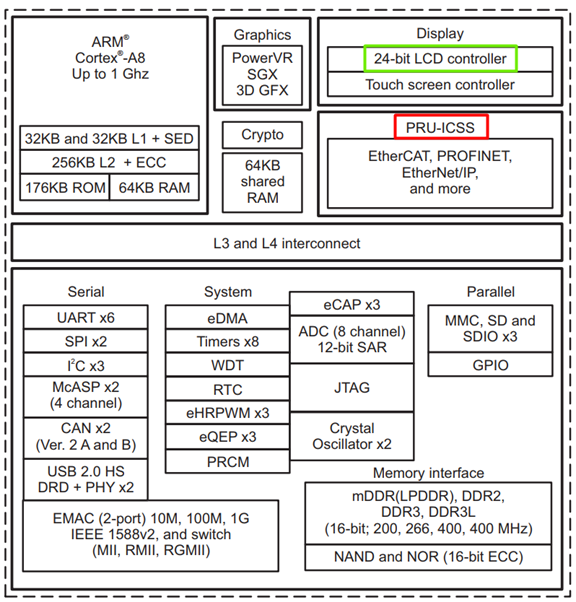 ARM®
Cortex®-A8
Up to 1 Ghz
32KB and 32KB L1 + SED
256KB L2 + ECC
176KB ROM
64KB RAM
Graphics
PowerVR
SGX
3D GFX
Crypto
64KB
shared
RAM
Display
24-bit LCD controller
Touch screen controller
PRU-ICSS
EtherCAT, PROFINET,
EtherNet/IP,
and more
L3 and L4 interconnect
Serial
UART x6
SPI x2
I²C x3
McASP x2
(4 channel)
CAN x2
(Ver. 2 A and B)
USB 2.0 HS
DRD + PHY x2
EMAC (2-port) 10M, 100M, 1G
IEEE 1588v2, and switch
(MII, RMII, RGMII)
System
eDMA
Timers x8
WDT
RTC
eHRPWM x3
eQEP x3
PRCM
eCAP x3
ADC (8 channel)
12-bit SAR
JTAG
Crystal
Oscillator x2
Parallel
MMC, SD and
SDIO x3
GPIO
Memory interface
mDDR(LPDDR), DDR2,
DDR3, DDR3L
(16-bit; 200, 266, 400, 400 MHz)
NAND and NOR (16-bit ECC)